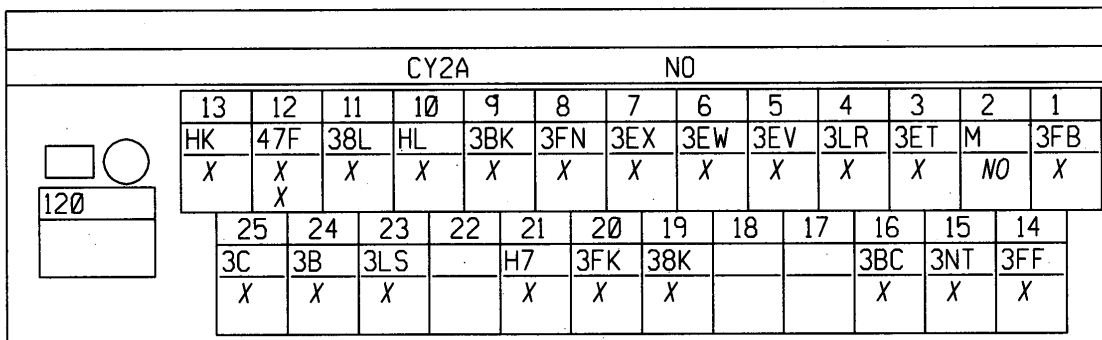 CY2A NO
13 12 11 10 9 8 7 6 5 4 3 2 1
HK 47F 38L HL 3BK 3FN 3EX 3EW 3EV 3LR 3ET M 3FB
X X X X X X X X X X X NO X
X
120
25 24 23 22 21 20 19 18 17 16 15 14
3C 3B 3LS H7 3FK 38K 3BC 3NT 3FF
X X X X X X X X X